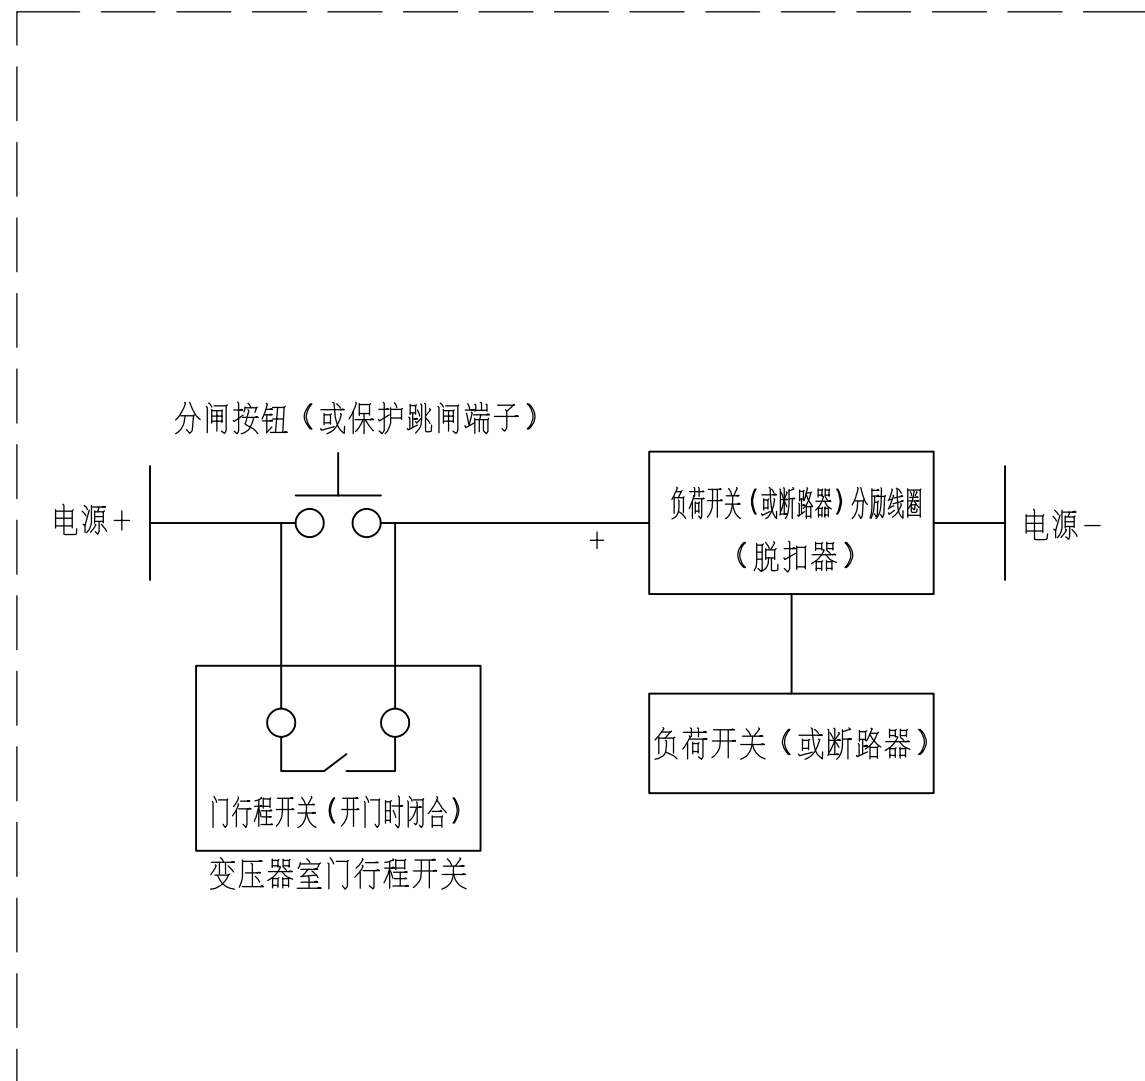 分闸按钮（或保护跳闸端子）
电源+
+
负荷开关（或断路器）分励线圈
（脱扣器）
电源-
负荷开关（或断路器）
门行程开关（开门时闭合）
变压器室门行程开关